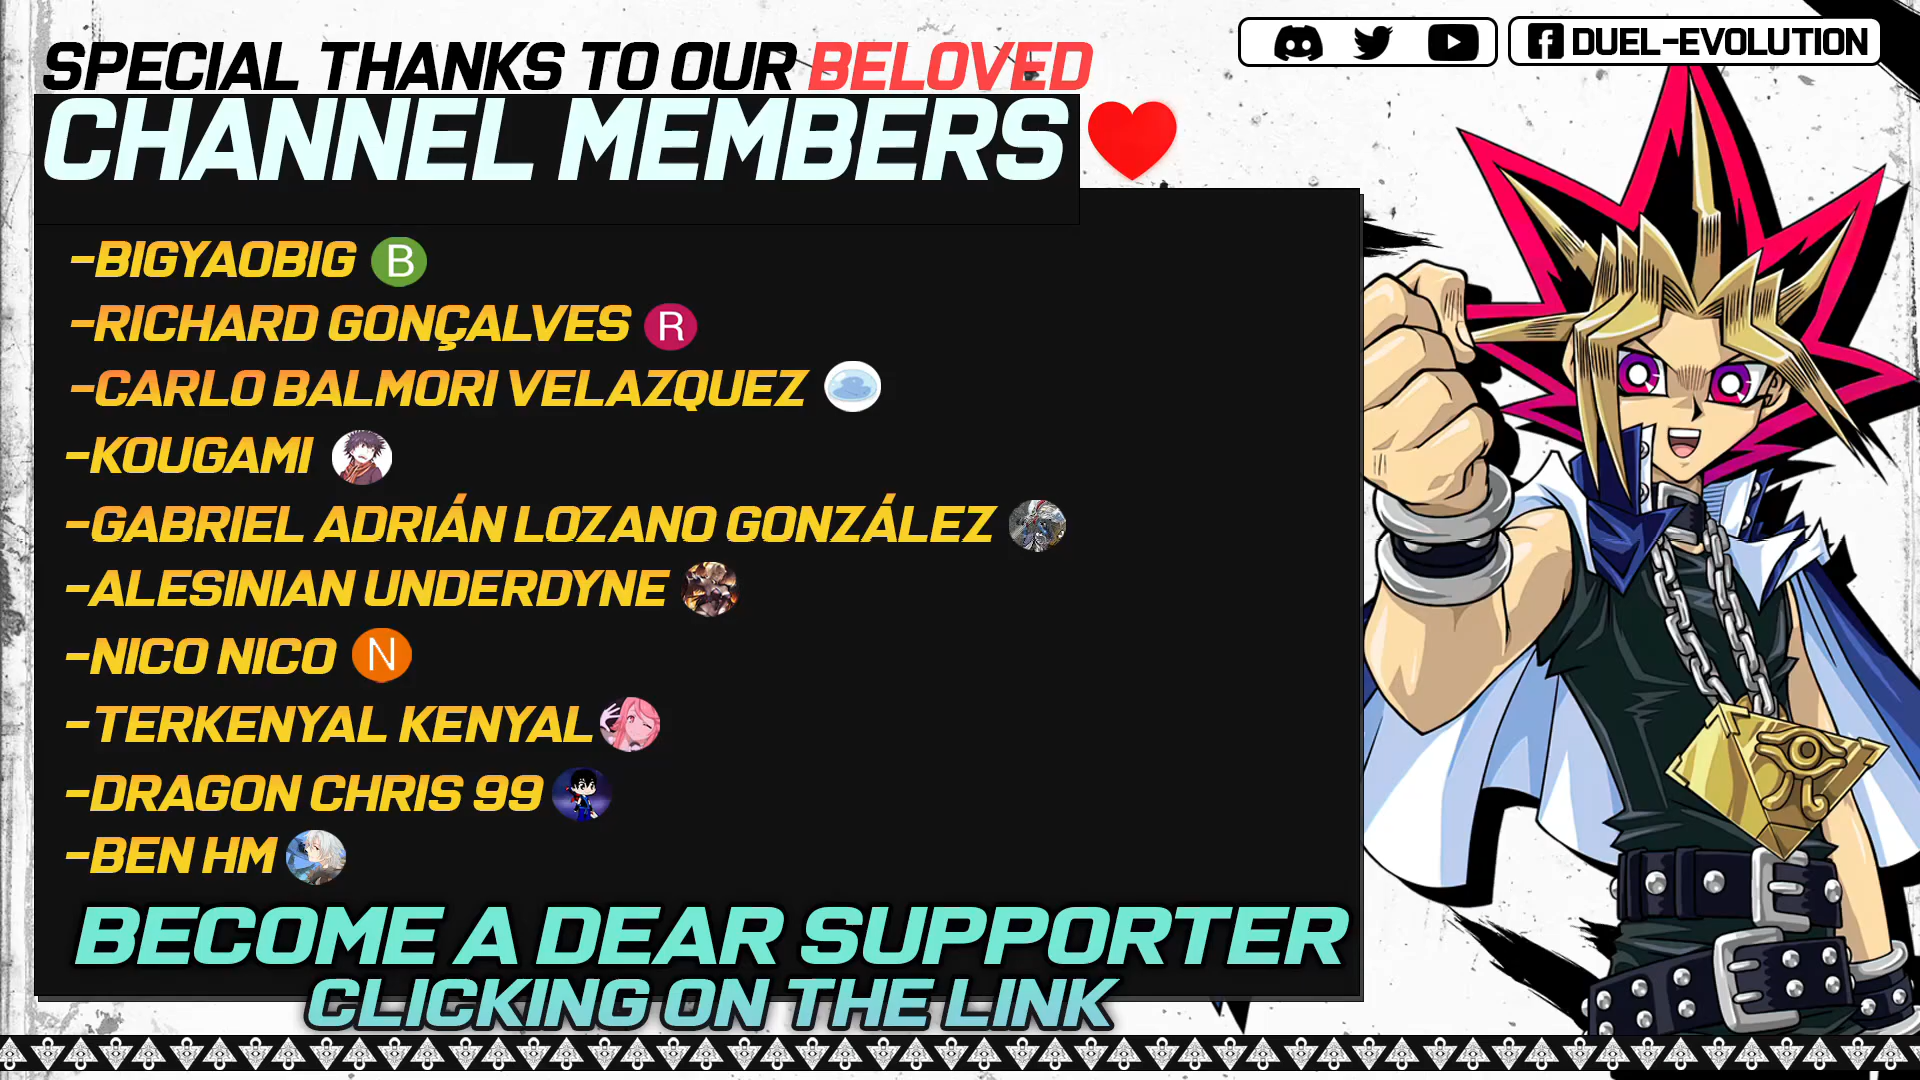 SPECIAL THANKS TO OUR BELOVED
CHANNEL MEMBERS
DUEL-EVOLUTION
-BIGYAOBIG B
-RICHARD GONÇALVES R
-CARLO BALMORI VELAZQUEZ
-KOUGAMI
-GABRIEL ADRIÁN LOZANO GONZÁLEZ
-ALESINIAN UNDERDYNE
-NICO NICO N
-TERKENYAL KENYAL
-DRAGON CHRIS 99
-BEN HM
BECOME A DEAR SUPPORTER
CLICKING ON THE LINK